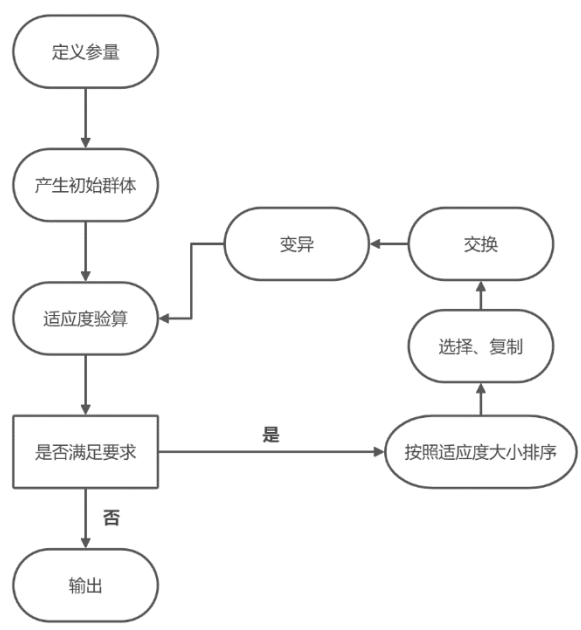 定义参量
产生初始群体
变异
交换
适应度验算
选择、复制
是否满足要求
是
按照适应度大小排序
否
输出